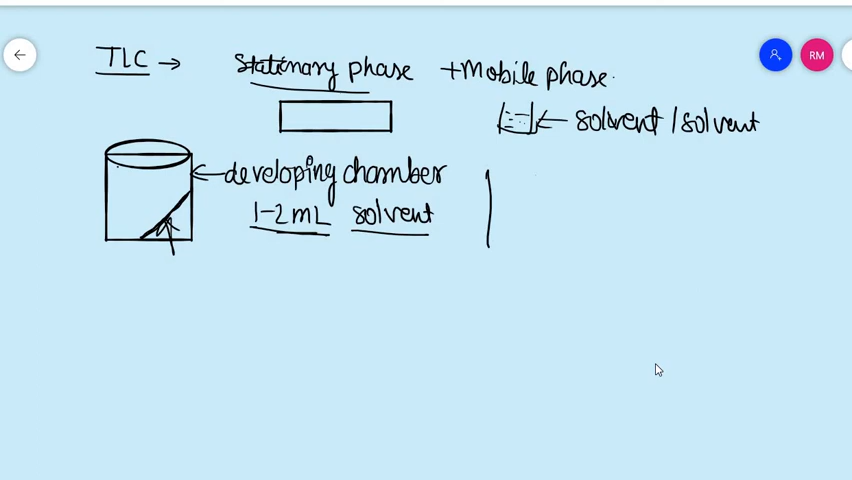 TLC → Stationary phase + Mobile phase
← solvent / solvent
← developing chamber
1-2 mL solvent
RM